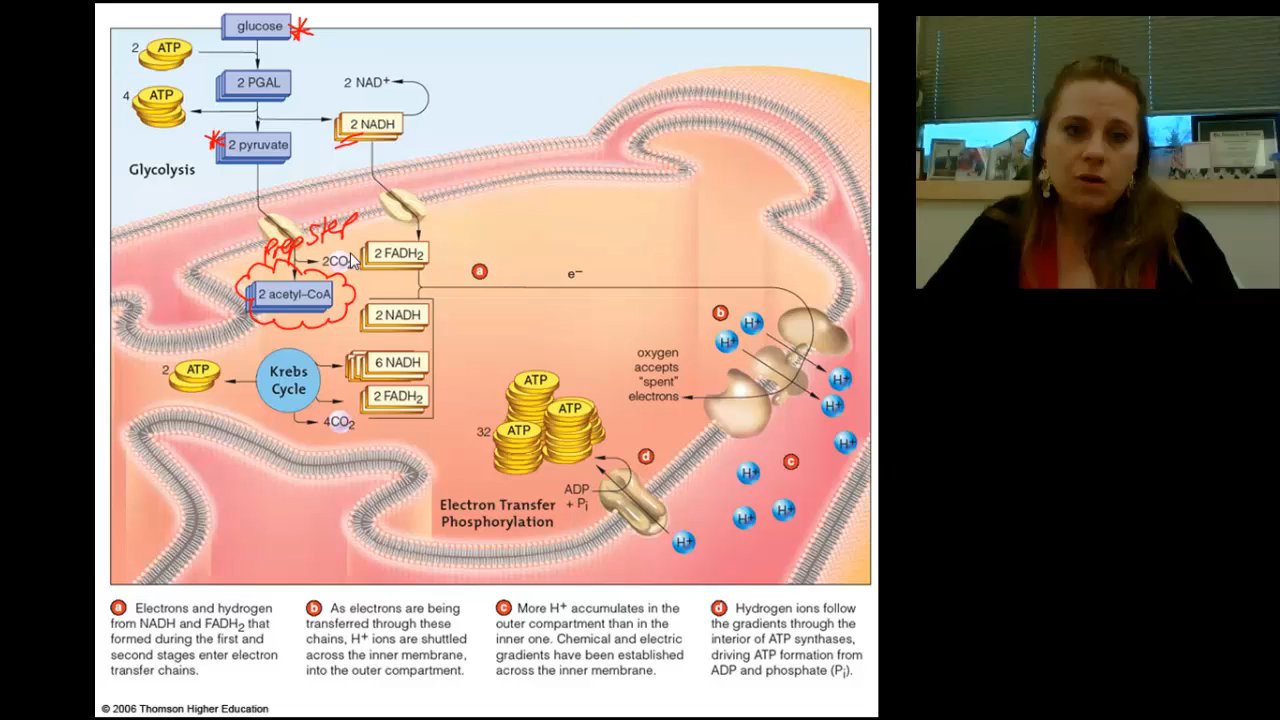 glucose
2 ATP
2 PGAL
2 NAD+
4 ATP
2 NADH
2 pyruvate
Glycolysis
Prep Step
2CO2
2 FADH2
a
e–
2 acetyl–CoA
2 NADH
b
H+
H+
oxygen
accepts
"spent"
electrons
2 ATP
Krebs
Cycle
6 NADH
2 FADH2
4CO2
H+
H+
H+
ATP
ATP
32 ATP
d
c
H+
ADP
+ Pi
Electron Transfer
Phosphorylation
H+
H+
H+
a Electrons and hydrogen
from NADH and FADH2 that
formed during the first and
second stages enter electron
transfer chains.
b As electrons are being
transferred through these
chains, H+ ions are shuttled
across the inner membrane,
into the outer compartment.
c More H+ accumulates in the
outer compartment than in the
inner one. Chemical and electric
gradients have been established
across the inner membrane.
d Hydrogen ions follow
the gradients through the
interior of ATP synthases,
driving ATP formation from
ADP and phosphate (Pi).
© 2006 Thomson Higher Education